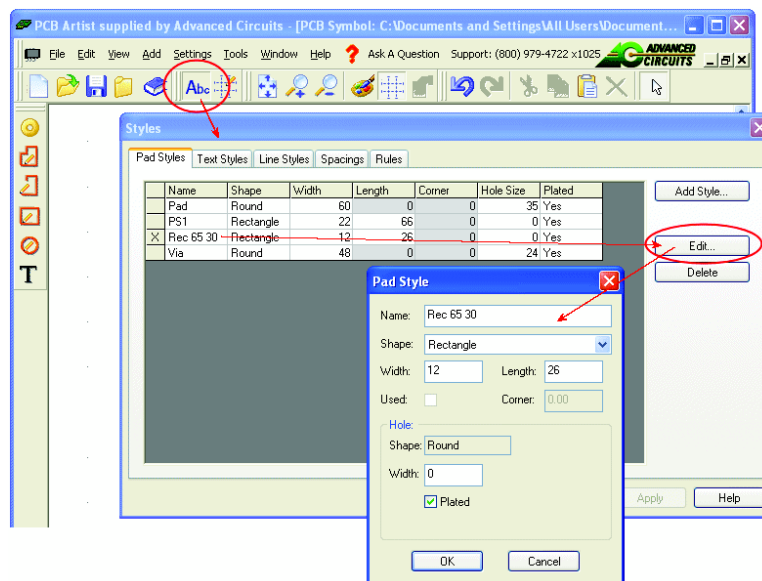 PCB Artist supplied by Advanced Circuits - [PCB Symbol: C:\Documents and Settings\All Users\Document...
File Edit View Add Settings Tools Window Help ? Ask A Question Support: (800) 979-4722 x1025 ADVANCED CIRCUITS
Abc
Styles
Pad Styles Text Styles Line Styles Spacings Rules
Name Shape Width Length Corner Hole Size Plated
Pad Round 60 0 0 35 Yes
PS1 Rectangle 22 66 0 0 Yes
X Rec 65 30 Rectangle 12 26 0 0 Yes
Via Round 48 0 0 24 Yes
Add Style...
Edit...
Delete
T
Pad Style
Name: Rec 65 30
Shape: Rectangle
Width: 12 Length: 26
Used: Corner: 0.00
Hole:
Shape: Round
Width: 0
Plated
OK Cancel
Apply Help